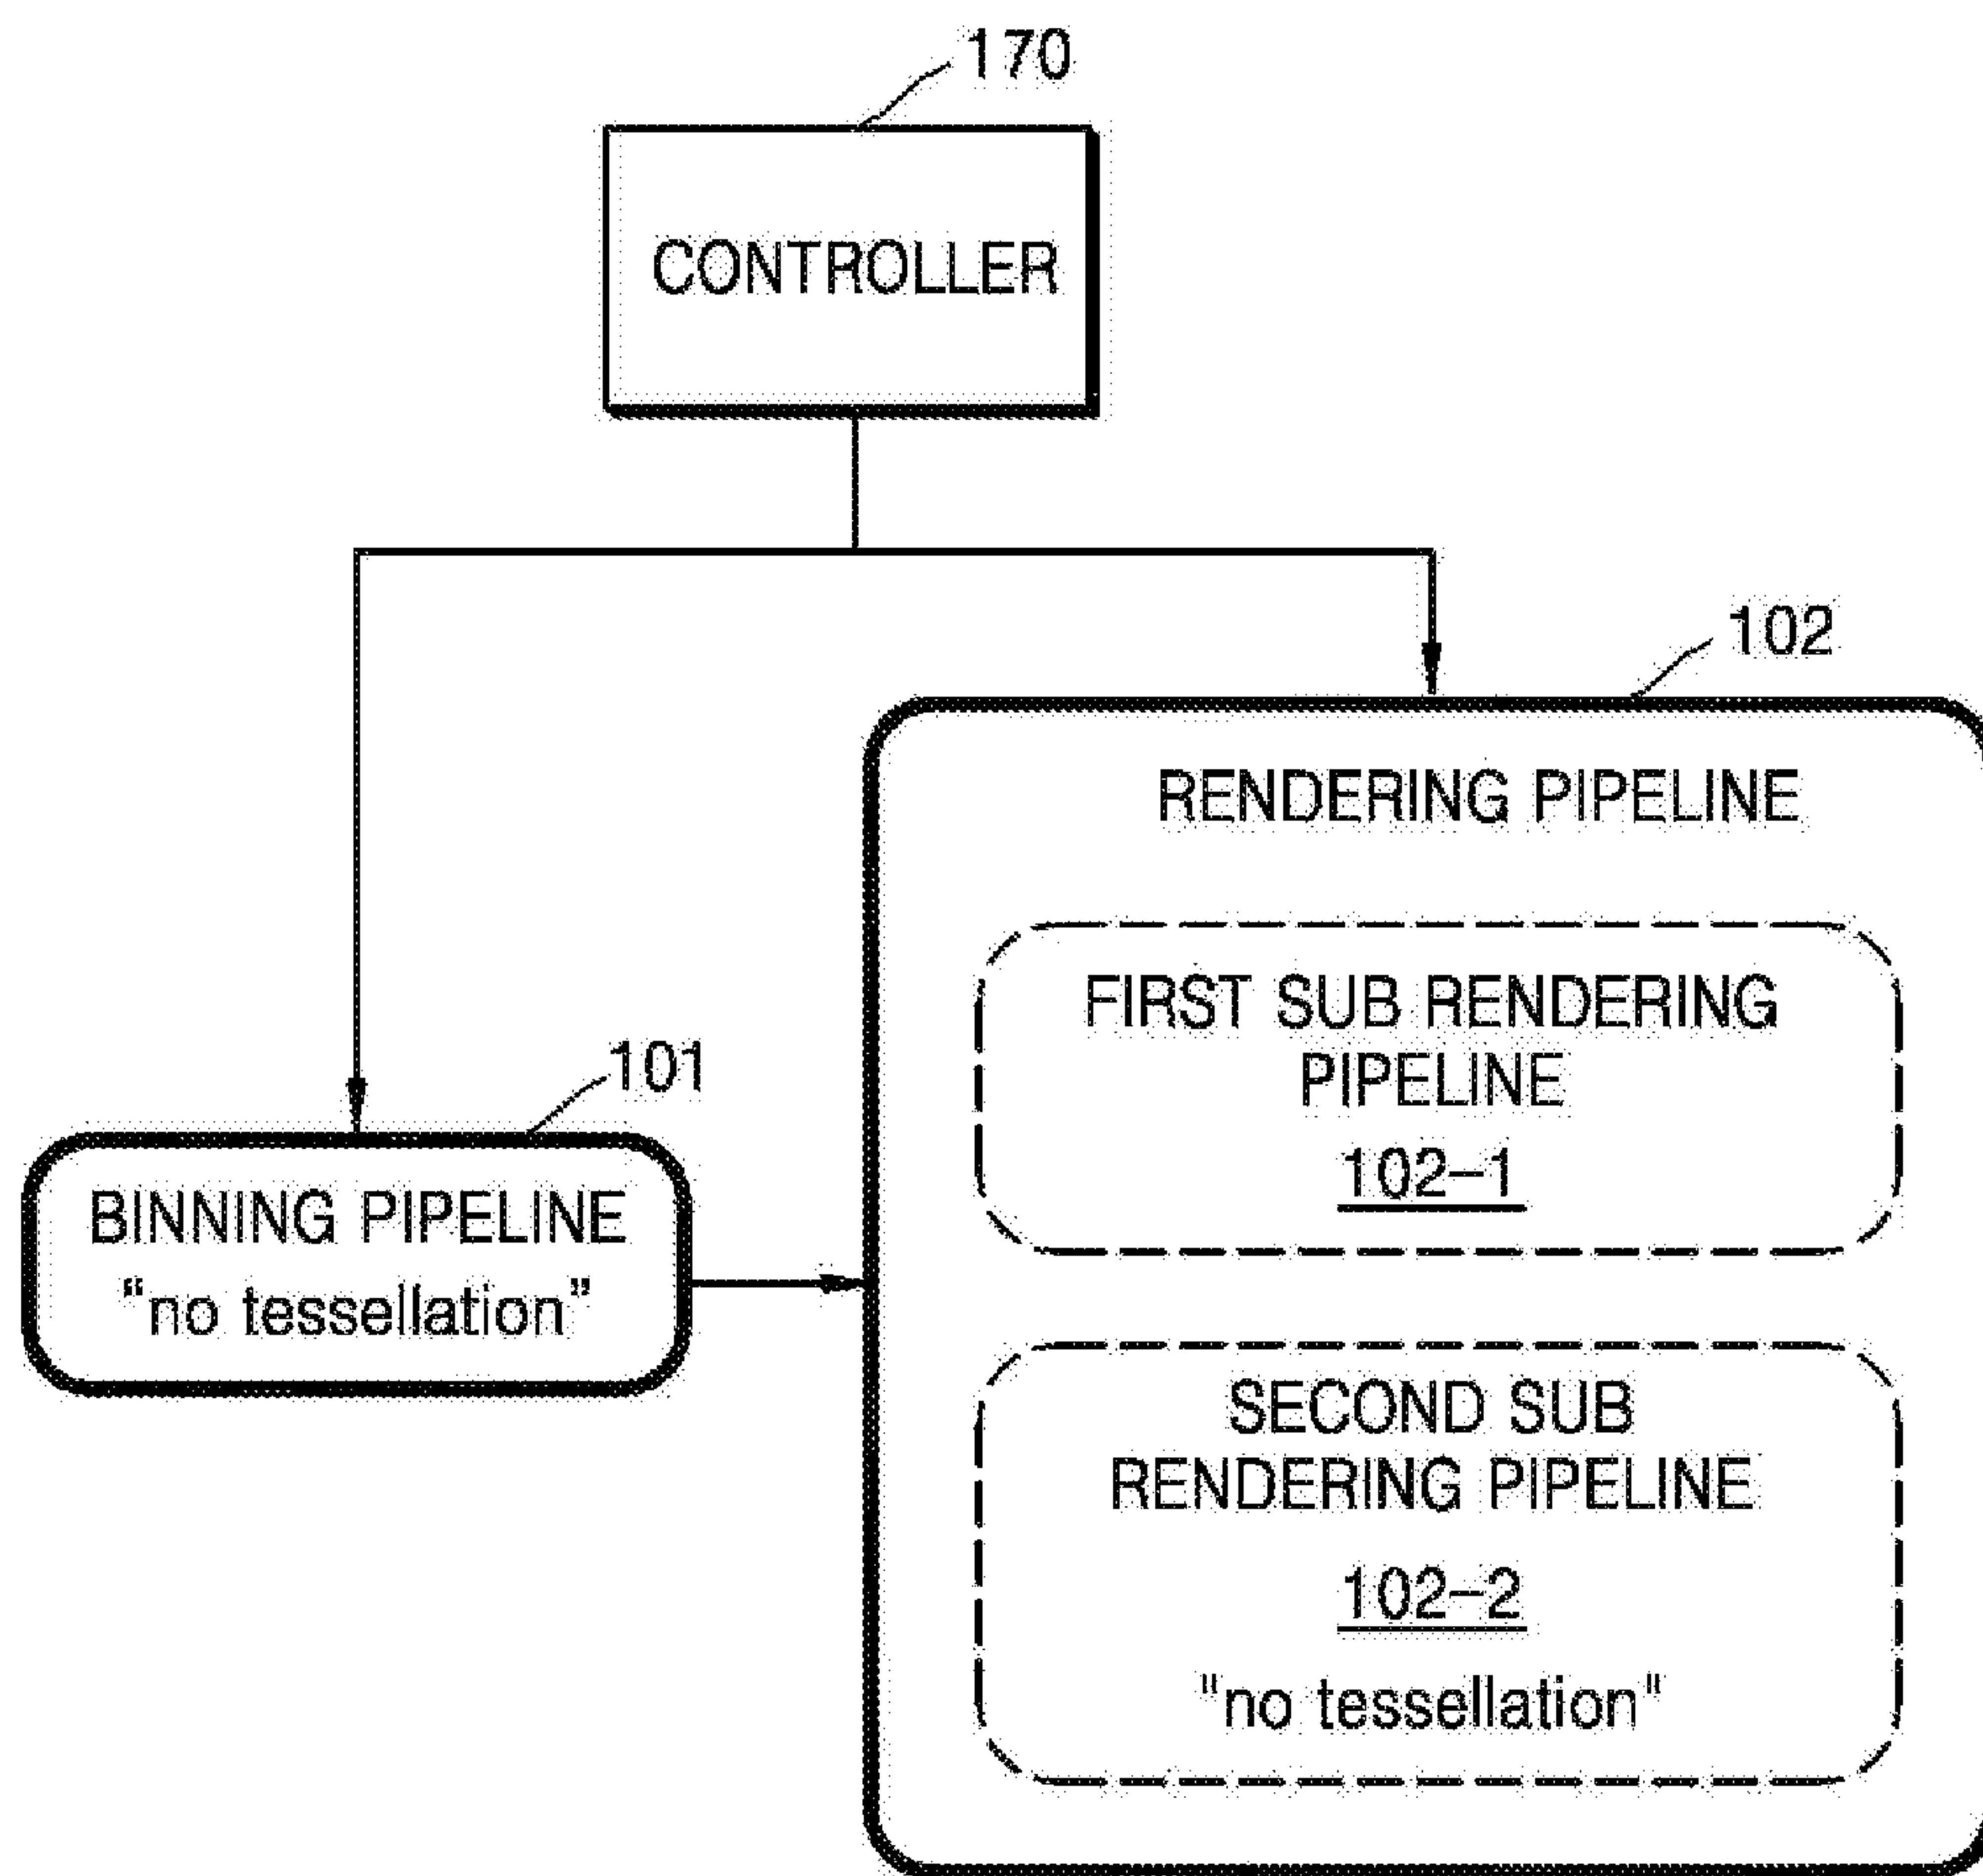 170
CONTROLLER
102
RENDERING PIPELINE
FIRST SUB RENDERING
PIPELINE
102-1
101
BINNING PIPELINE
“no tessellation”
SECOND SUB
RENDERING PIPELINE
102-2
"no tessellation"